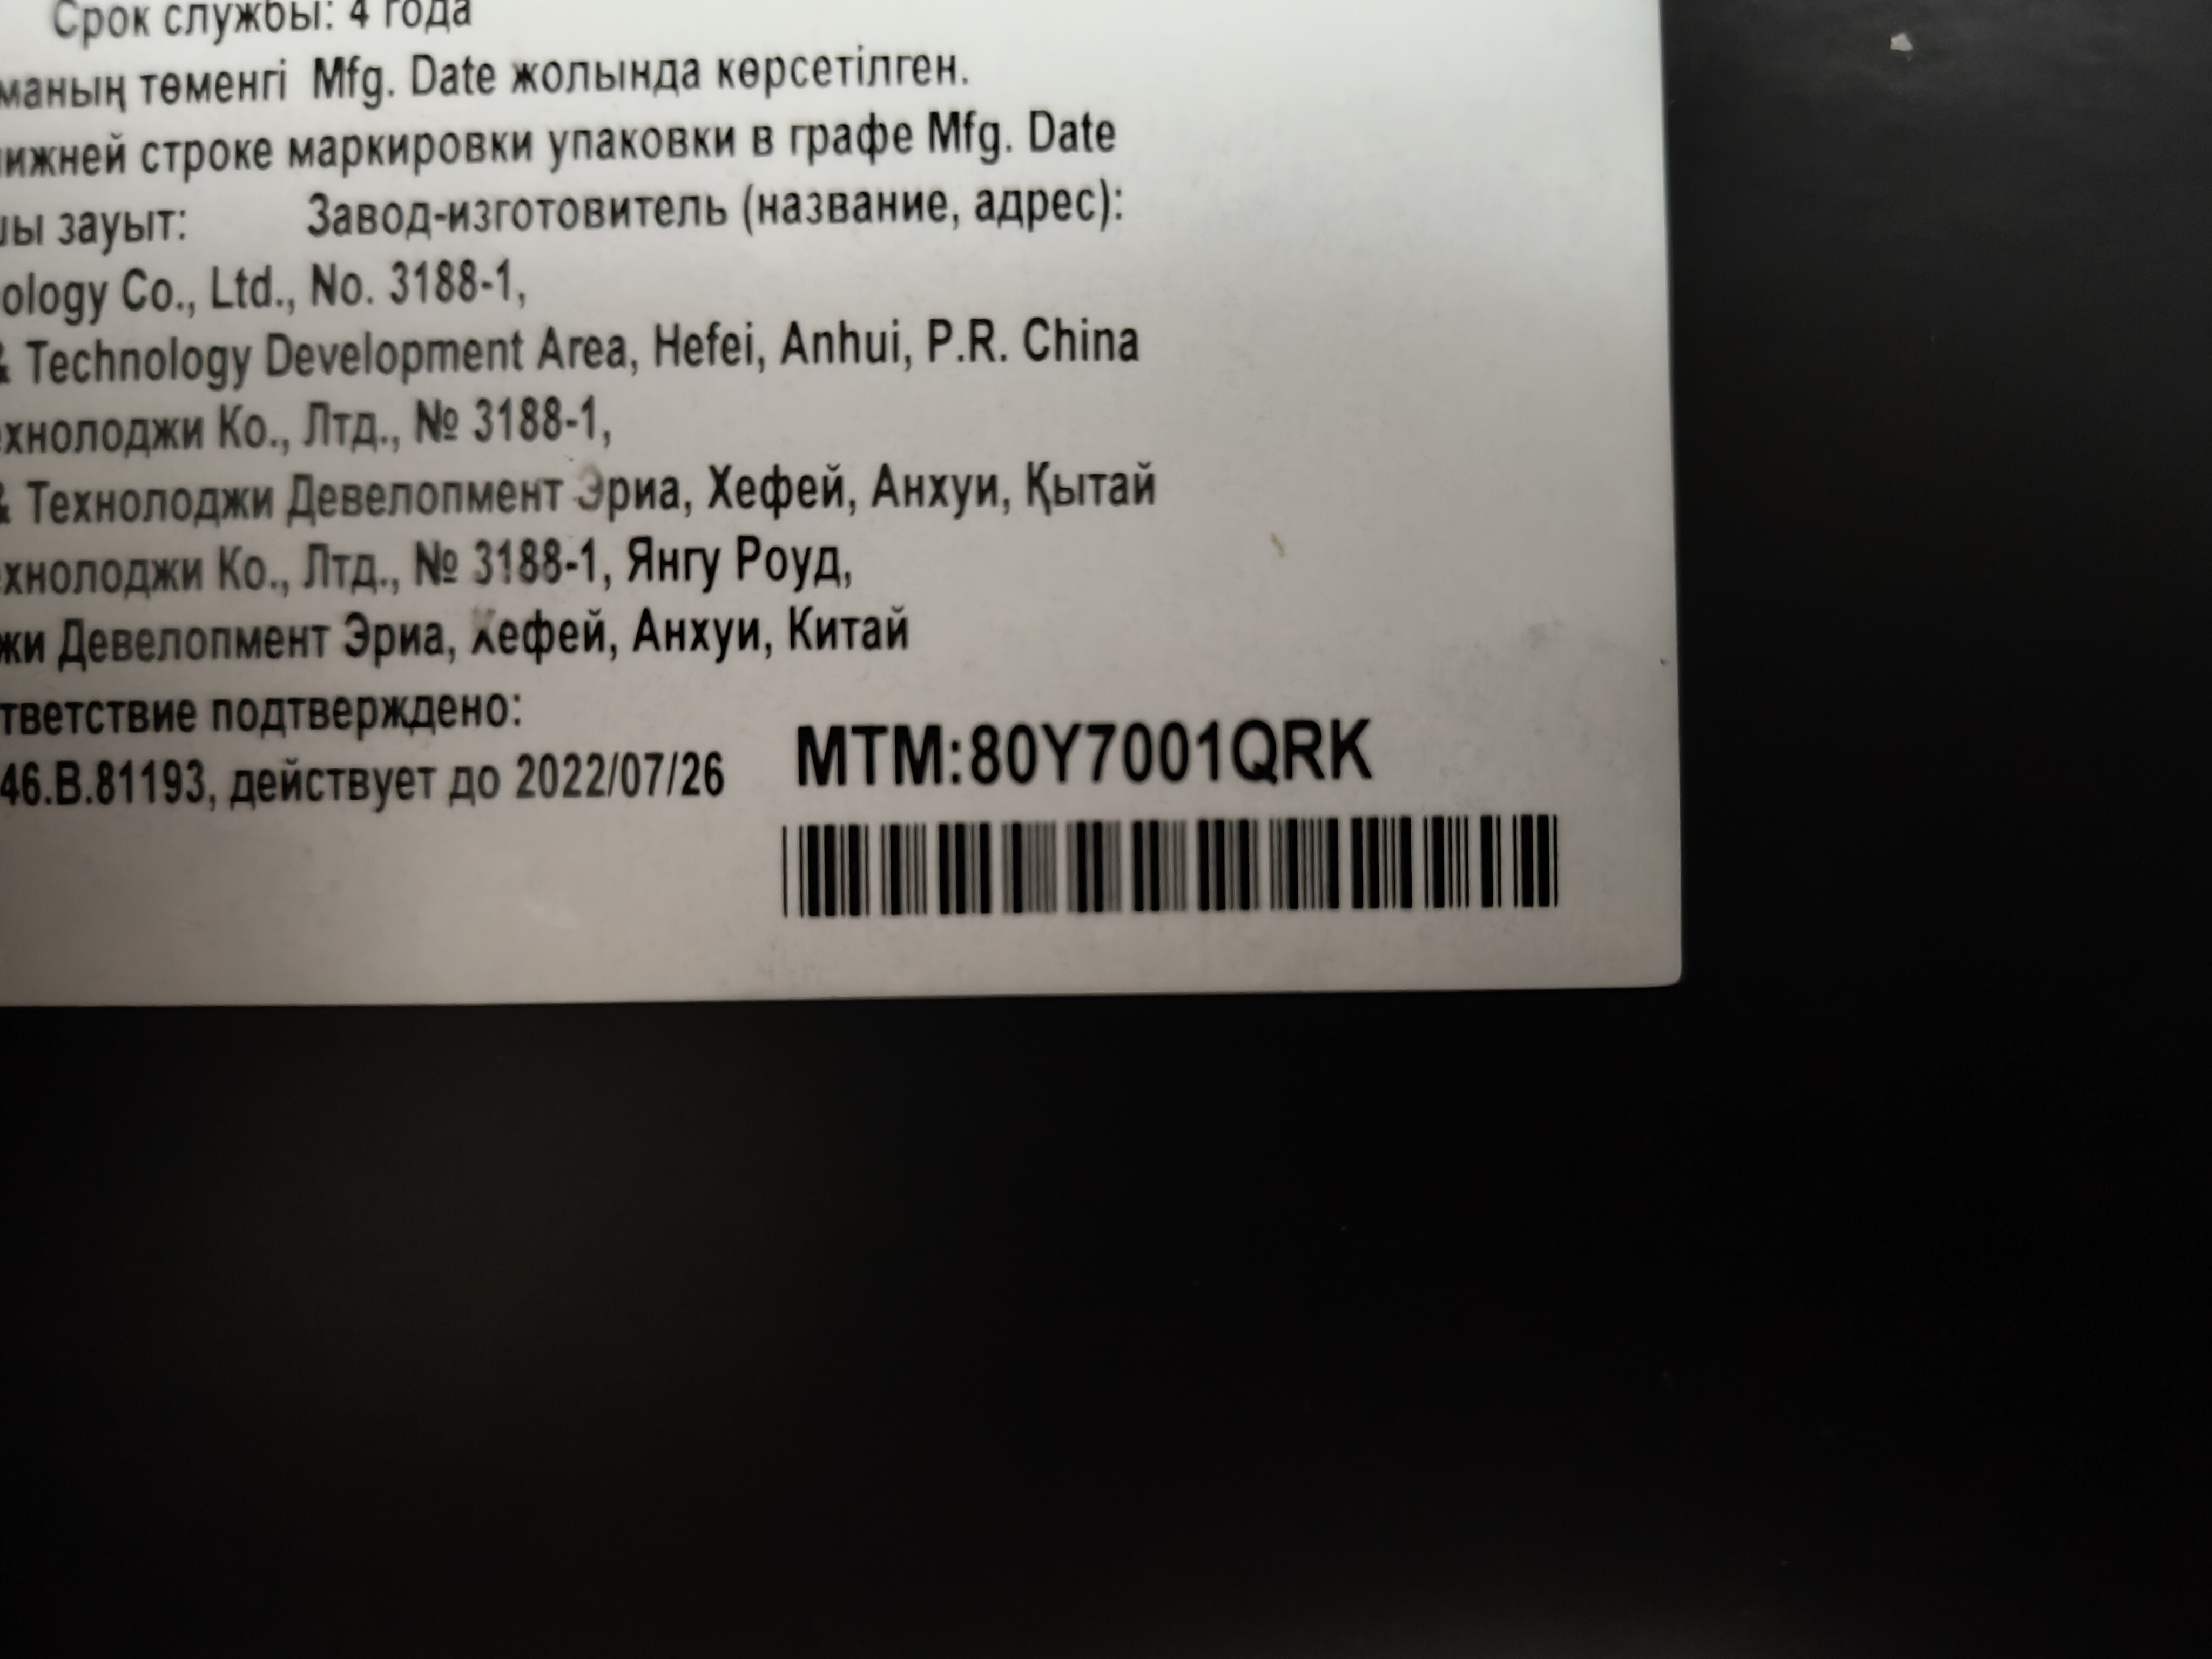 Срок службы: 4 года
маның төменгі Mfg. Date жолында көрсетілген.
нижней строке маркировки упаковки в графе Mfg. Date
шы зауыт: Завод-изготовитель (название, адрес):
ology Co., Ltd., No. 3188-1,
& Technology Development Area, Hefei, Anhui, P.R. China
ехнолоджи Ко., Лтд., № 3188-1,
& Технолоджи Девелопмент Эриа, Хефей, Анхуи, Қытай
ехнолоджи Ко., Лтд., № 3188-1, Янгу Роуд,
жи Девелопмент Эриа, Хефей, Анхуи, Китай
тветствие подтверждено:
46.В.81193, действует до 2022/07/26
MTM:80Y7001QRK